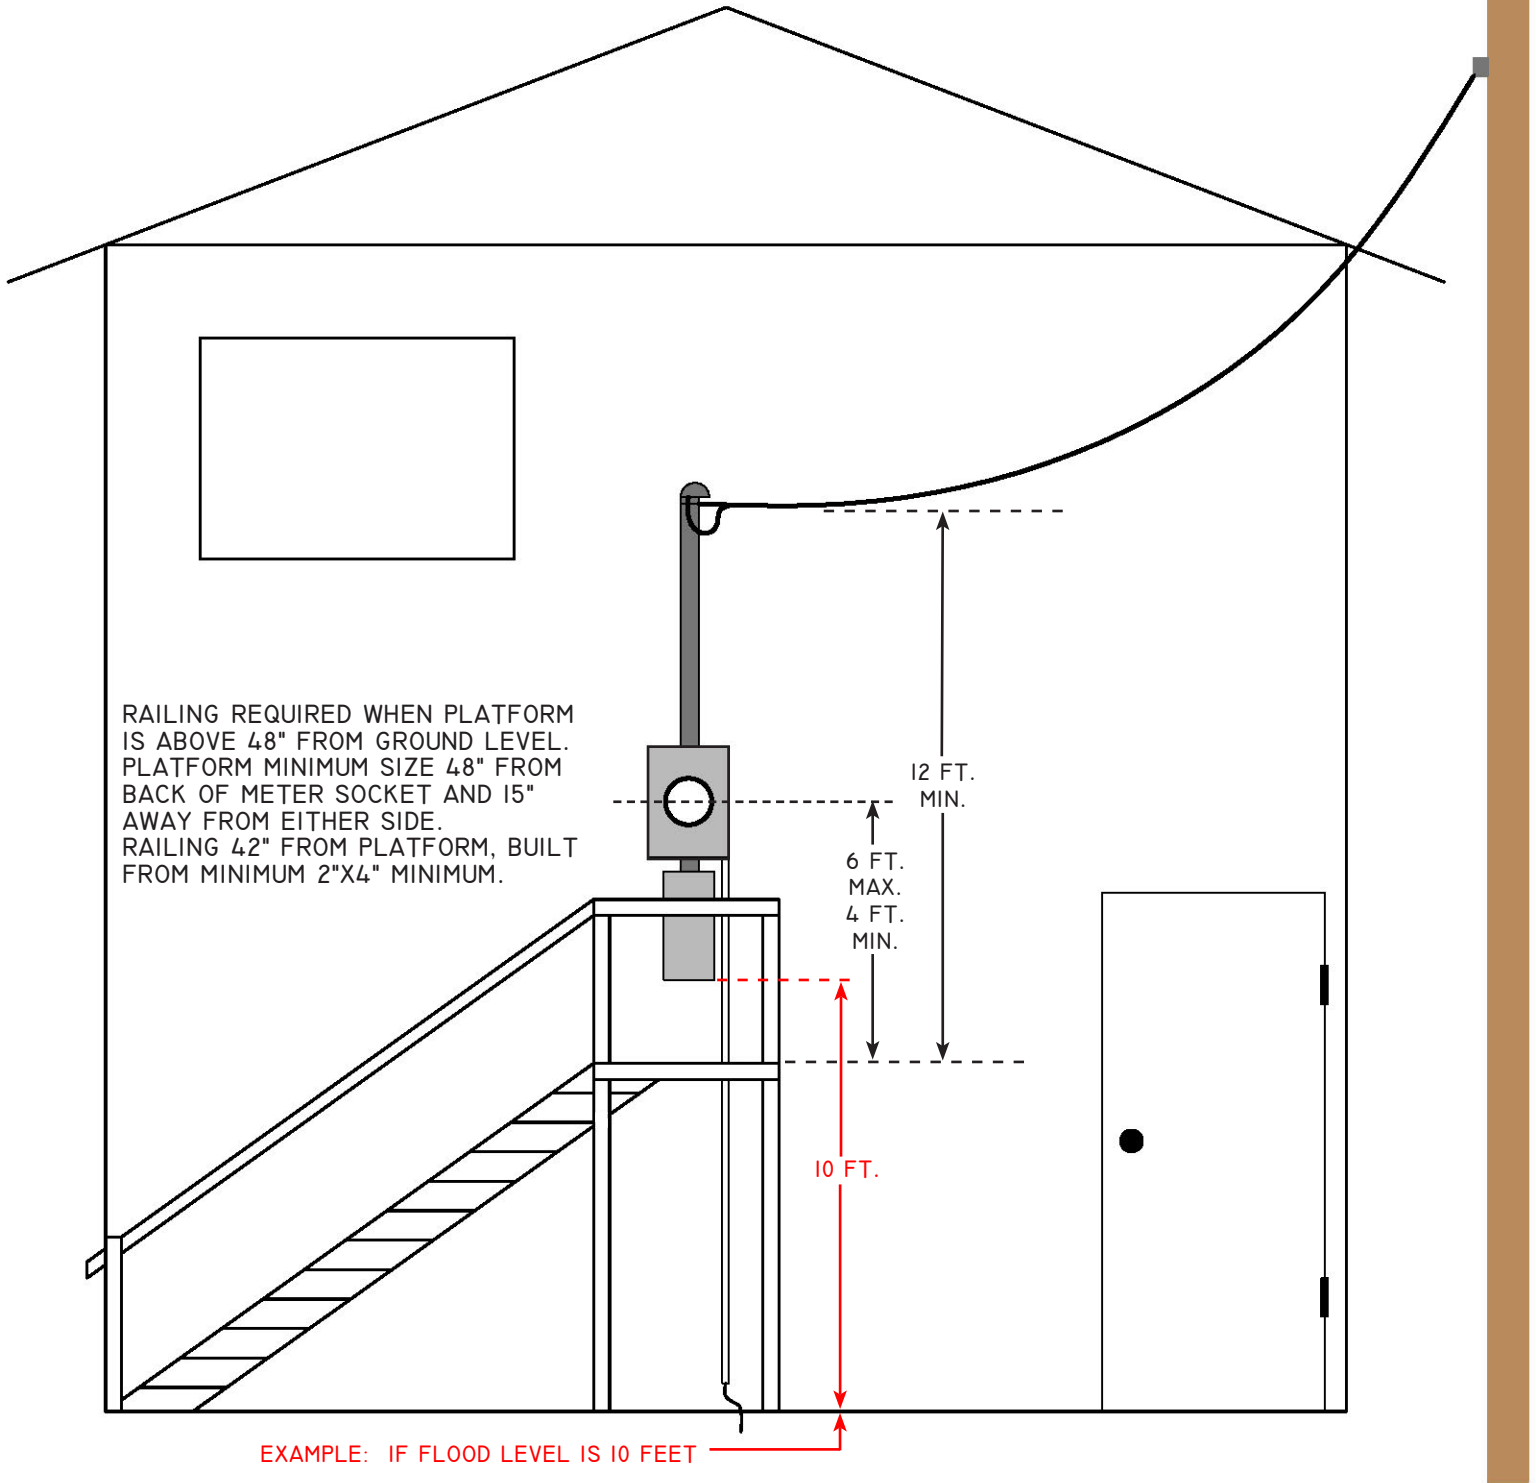 RAILING REQUIRED WHEN PLATFORM
IS ABOVE 48" FROM GROUND LEVEL.
PLATFORM MINIMUM SIZE 48" FROM
BACK OF METER SOCKET AND 15"
AWAY FROM EITHER SIDE.
RAILING 42" FROM PLATFORM, BUILT
FROM MINIMUM 2"X4" MINIMUM.
12 FT.
MIN.
6 FT.
MAX.
4 FT.
MIN.
10 FT.
EXAMPLE: IF FLOOD LEVEL IS 10 FEET